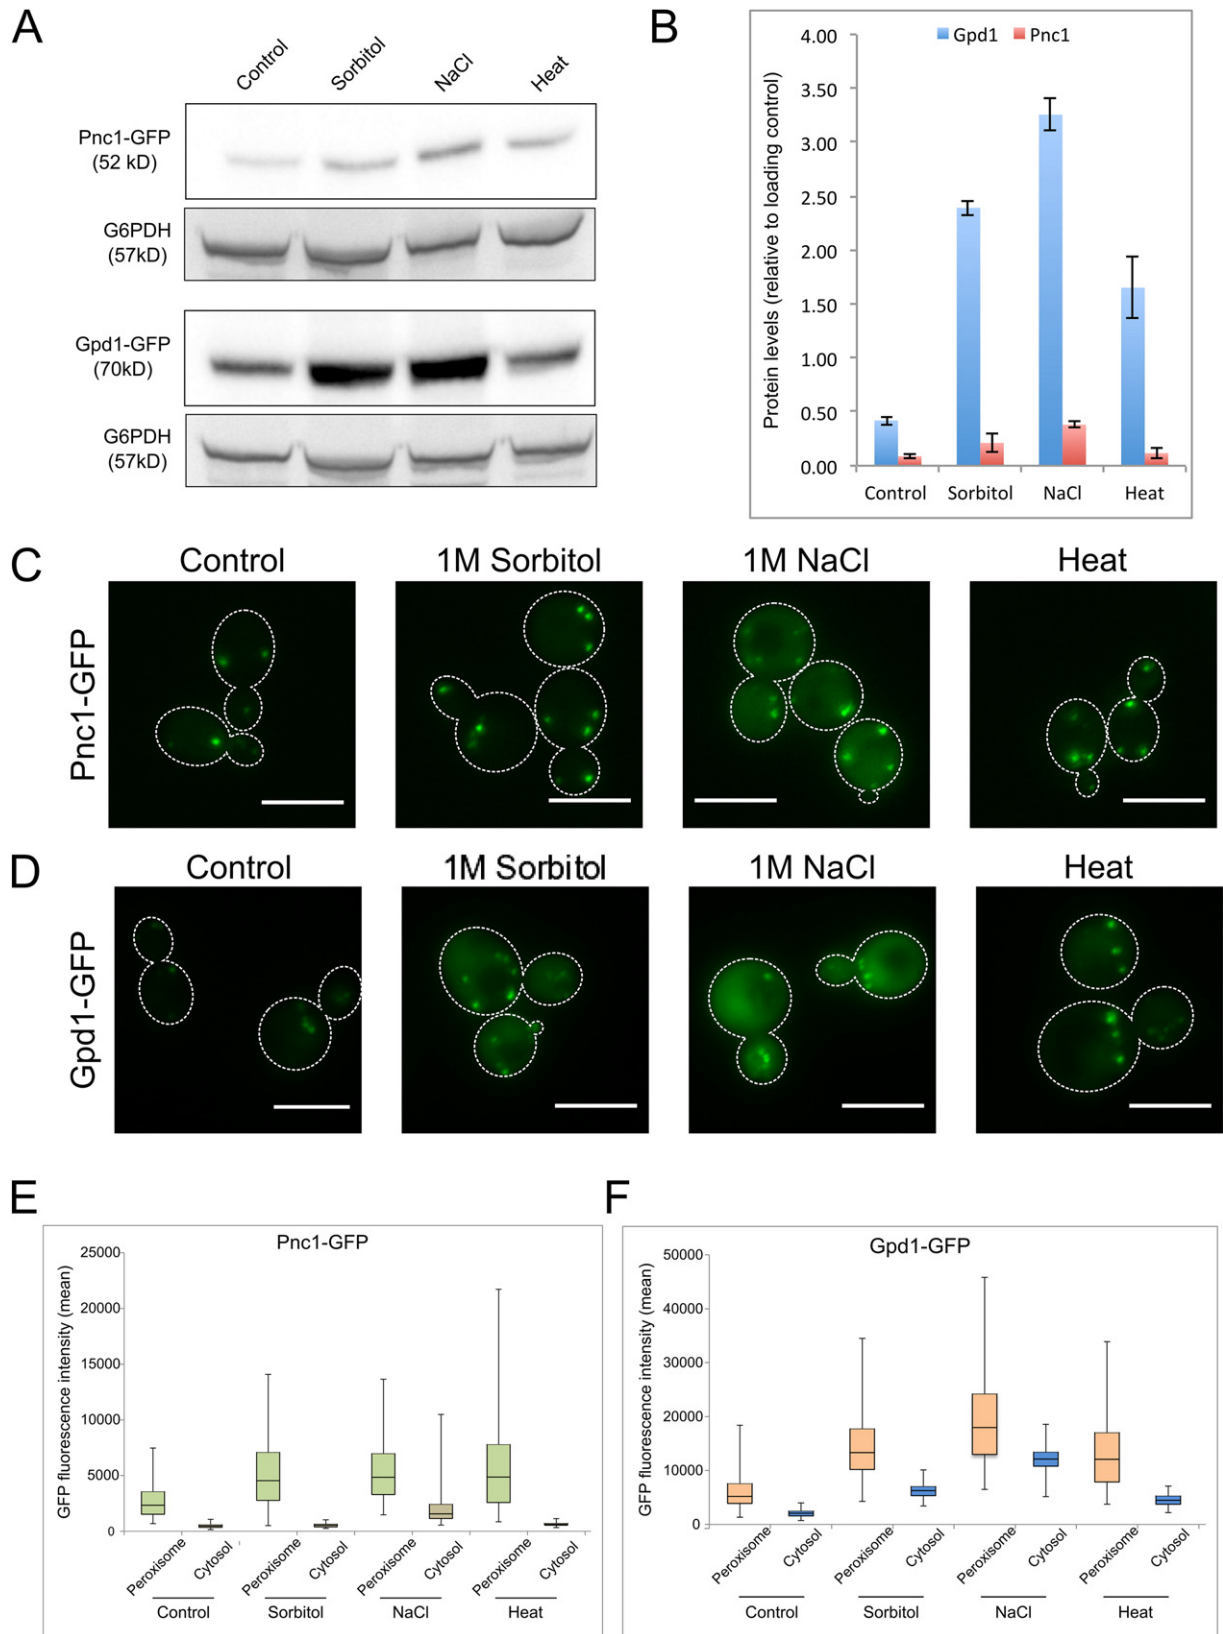 A
Control
Sorbitol
NaCl
Heat
Pnc1-GFP
(52 kD)
G6PDH
(57kD)
Gpd1-GFP
(70kD)
G6PDH
(57kD)
B
Gpd1
Pnc1
Protein levels (relative to loading control)
4.00
3.50
3.00
2.50
2.00
1.50
1.00
0.50
0.00
Control
Sorbitol
NaCl
Heat
C
Control
1M Sorbitol
1M NaCl
Heat
Pnc1-GFP
D
Control
1M Sorbitol
1M NaCl
Heat
Gpd1-GFP
E
Pnc1-GFP
GFP fluorescence intensity (mean)
25000
20000
15000
10000
5000
0
Peroxisome
Cytosol
Peroxisome
Cytosol
Peroxisome
Cytosol
Peroxisome
Cytosol
Control
Sorbitol
NaCl
Heat
F
Gpd1-GFP
GFP fluorescence intensity (mean)
50000
40000
30000
20000
10000
0
Peroxisome
Cytosol
Peroxisome
Cytosol
Peroxisome
Cytosol
Peroxisome
Cytosol
Control
Sorbitol
NaCl
Heat